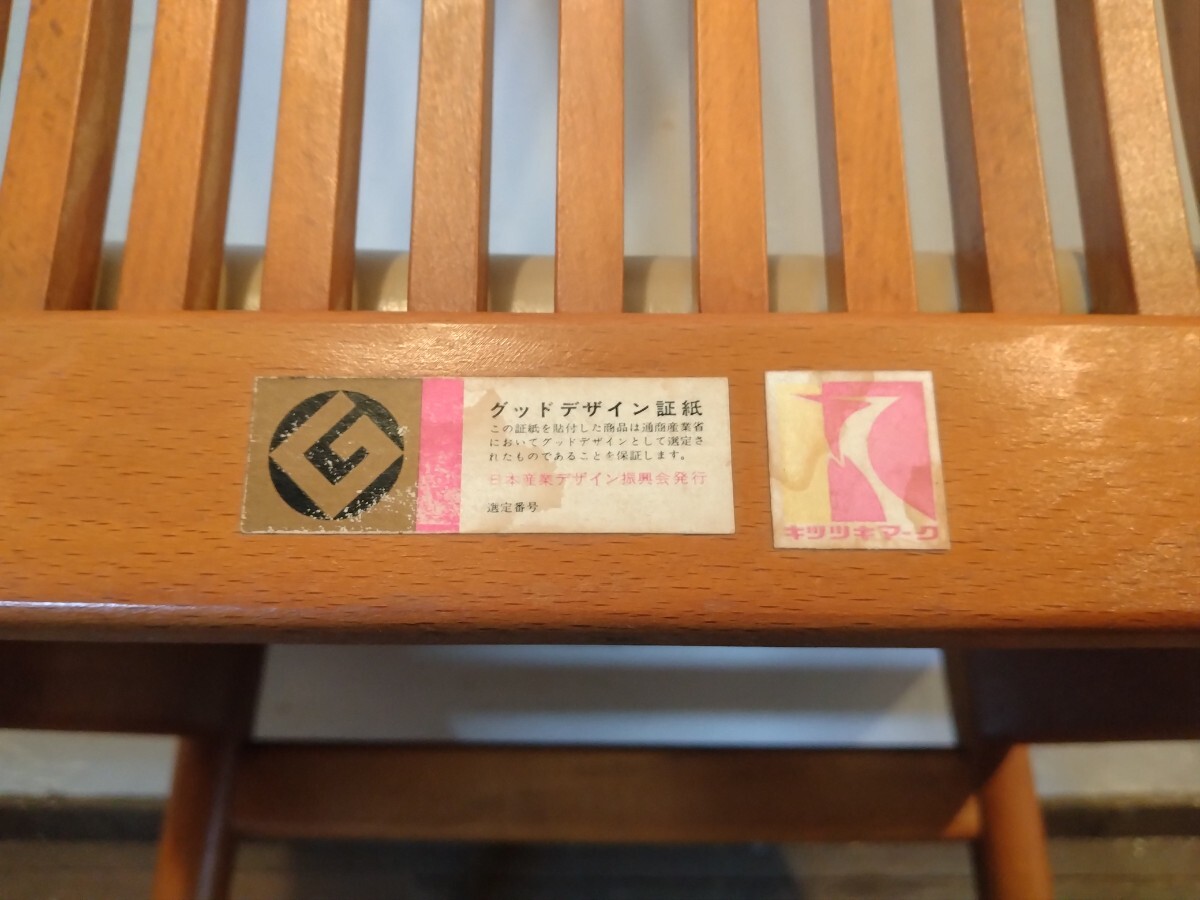 G
グッドデザイン証紙
この証紙を貼付した商品は通商産業省
においてグッドデザインとして選定さ
れたものであることを保証します。
日本産業デザイン振興会発行
選定番号
キツツキマーク